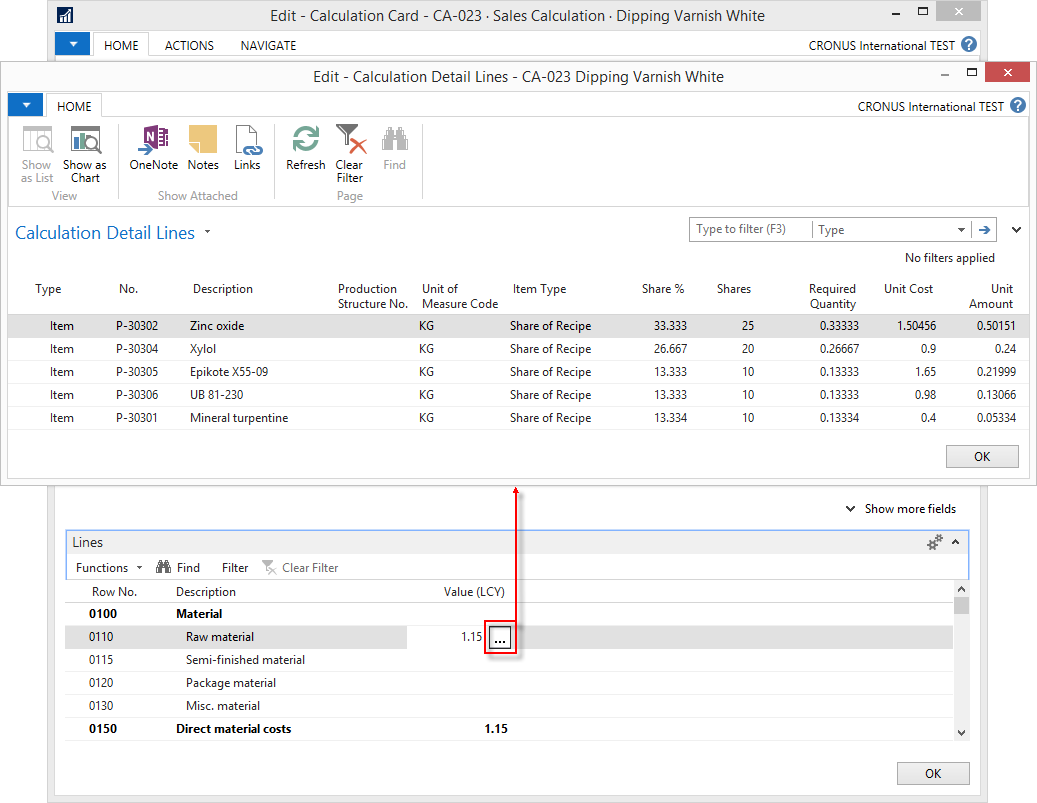 Edit - Calculation Card - CA-023 · Sales Calculation · Dipping Varnish White
HOME ACTIONS NAVIGATE CRONUS International TEST ?
Edit - Calculation Detail Lines - CA-023 Dipping Varnish White
HOME CRONUS International TEST ?
Show as List
Show as Chart
View
OneNote
Notes
Links
Show Attached
Refresh
Clear Filter
Find
Page
Calculation Detail Lines
Type to filter (F3) Type
No filters applied
Type No. Description Production Structure No. Unit of Measure Code Item Type Share % Shares Required Quantity Unit Cost Unit Amount
Item P-30302 Zinc oxide KG Share of Recipe 33.333 25 0.33333 1.50456 0.50151
Item P-30304 Xylol KG Share of Recipe 26.667 20 0.26667 0.9 0.24
Item P-30305 Epikote X55-09 KG Share of Recipe 13.333 10 0.13333 1.65 0.21999
Item P-30306 UB 81-230 KG Share of Recipe 13.333 10 0.13333 0.98 0.13066
Item P-30301 Mineral turpentine KG Share of Recipe 13.334 10 0.13334 0.4 0.05334
OK
Show more fields
Lines
Functions Find Filter Clear Filter
Row No. Description Value (LCY)
0100 Material
0110 Raw material 1.15 ...
0115 Semi-finished material
0120 Package material
0130 Misc. material
0150 Direct material costs 1.15
OK